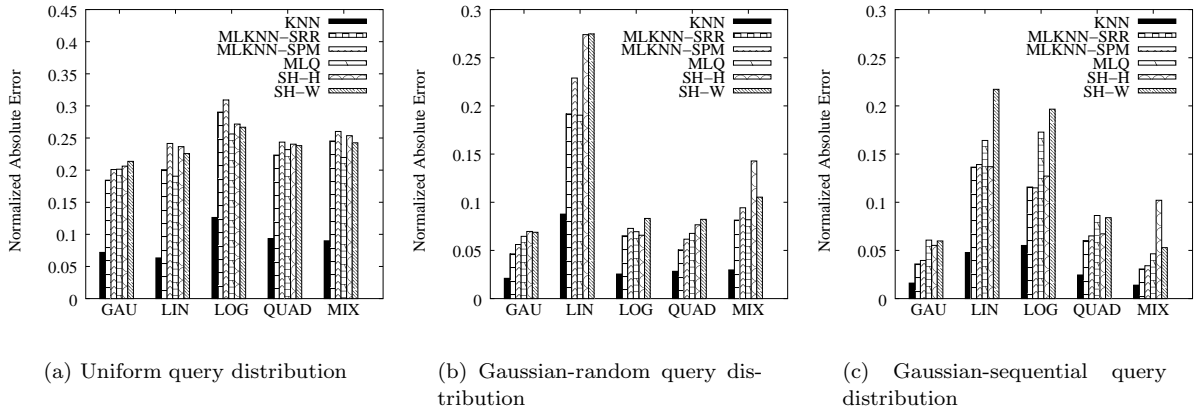 Normalized Absolute Error
0.45
0.4
0.35
0.3
0.25
0.2
0.15
0.1
0.05
0
KNN
MLKNN−SRR
MLKNN−SPM
MLQ
SH−H
SH−W
GAU LIN LOG QUAD MIX
(a) Uniform query distribution
Normalized Absolute Error
0.3
0.25
0.2
0.15
0.1
0.05
0
KNN
MLKNN−SRR
MLKNN−SPM
MLQ
SH−H
SH−W
GAU LIN LOG QUAD MIX
(b) Gaussian-random query dis-
tribution
Normalized Absolute Error
0.3
0.25
0.2
0.15
0.1
0.05
0
KNN
MLKNN−SRR
MLKNN−SPM
MLQ
SH−H
SH−W
GAU LIN LOG QUAD MIX
(c) Gaussian-sequential query
distribution